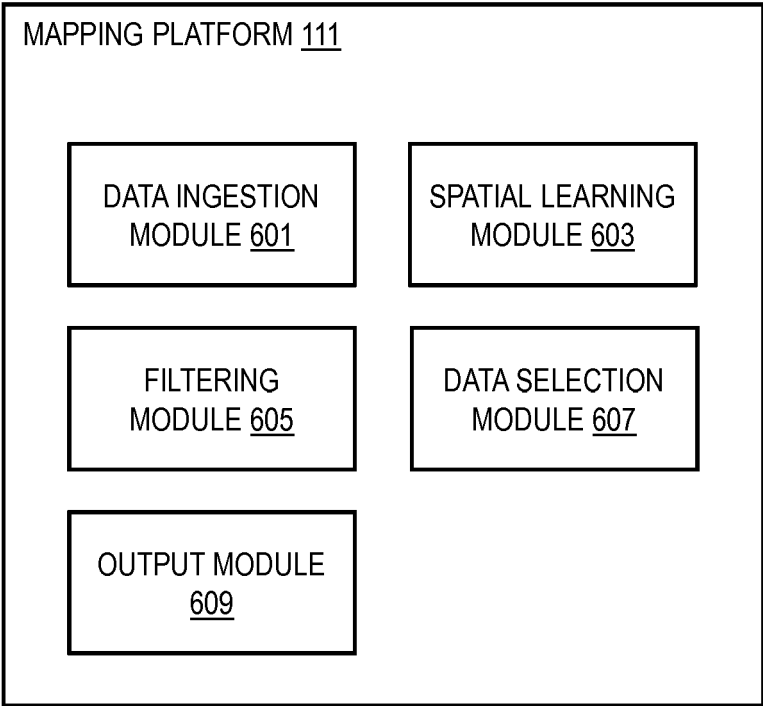 MAPPING PLATFORM 111
DATA INGESTION
MODULE 601
SPATIAL LEARNING
MODULE 603
FILTERING
MODULE 605
DATA SELECTION
MODULE 607
OUTPUT MODULE
609